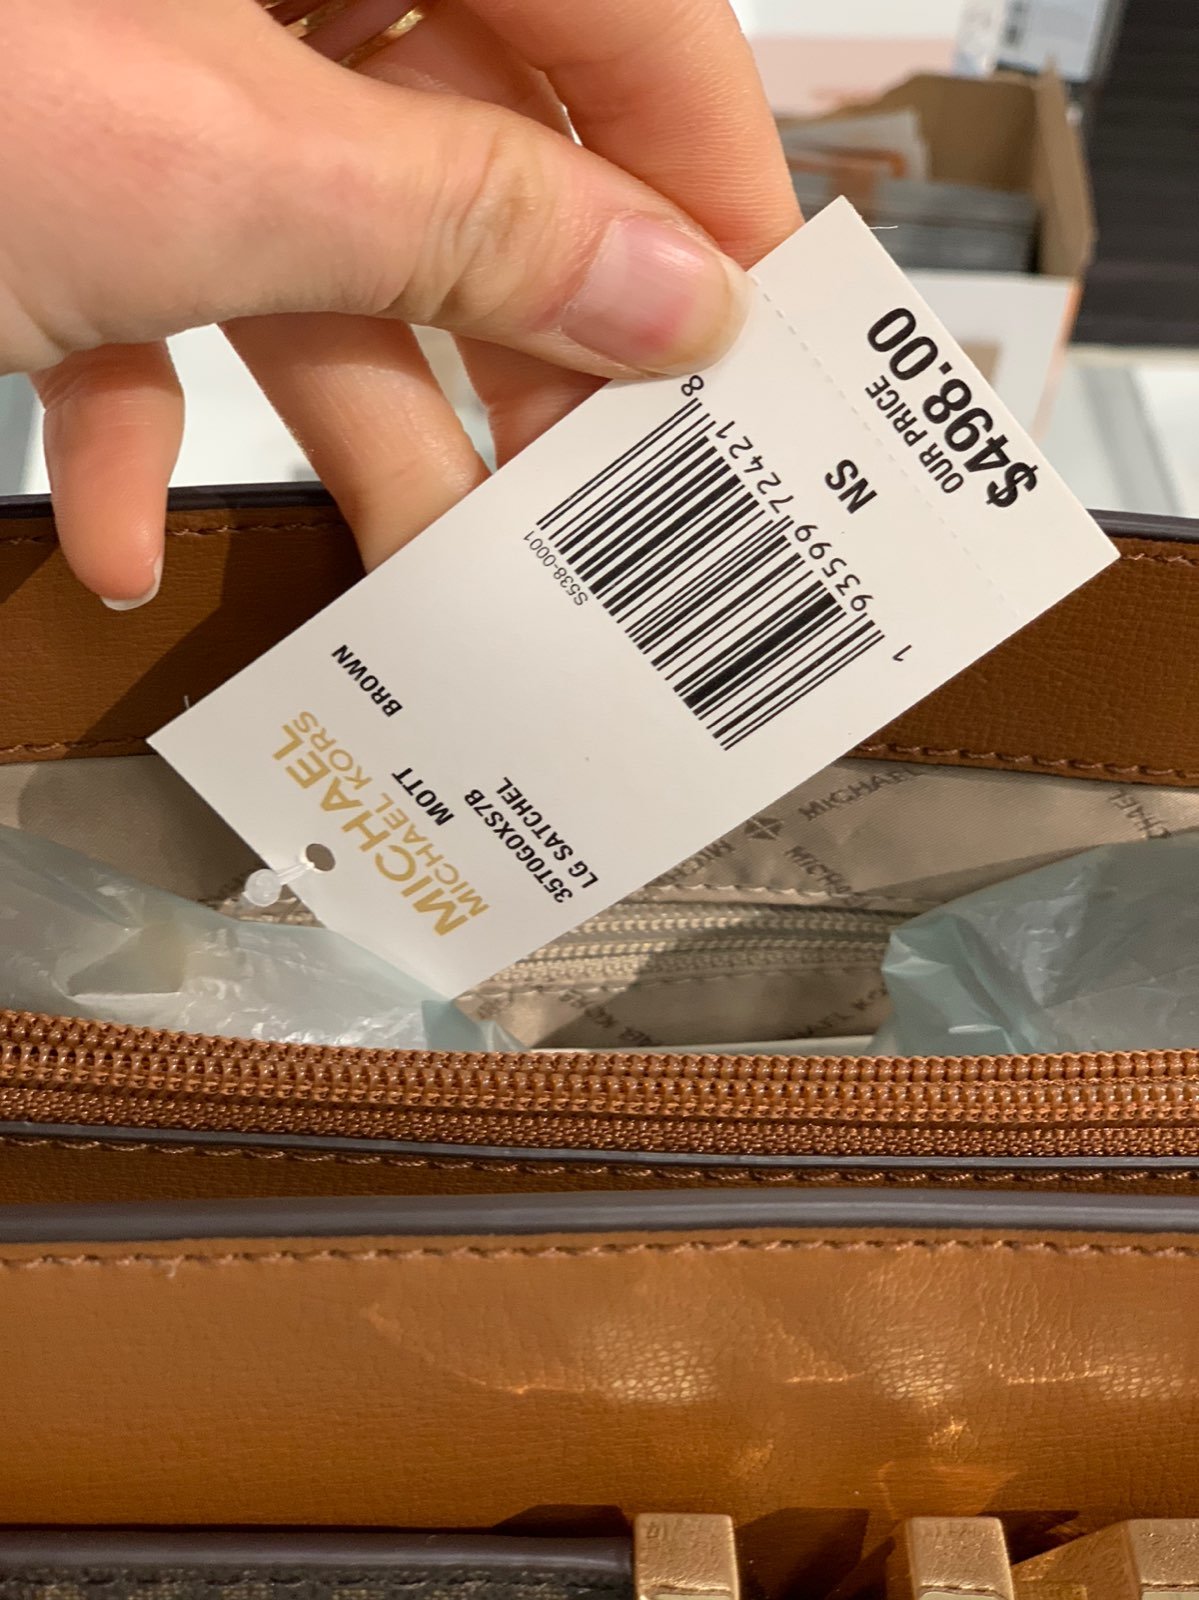 MICHAEL
MICHAEL KORS
MOTT
35T0GOXS7B
LG SATCHEL
BROWN
S538-0001
1 93599 72421 8
NS
OUR PRICE
$498.00
MICHAEL